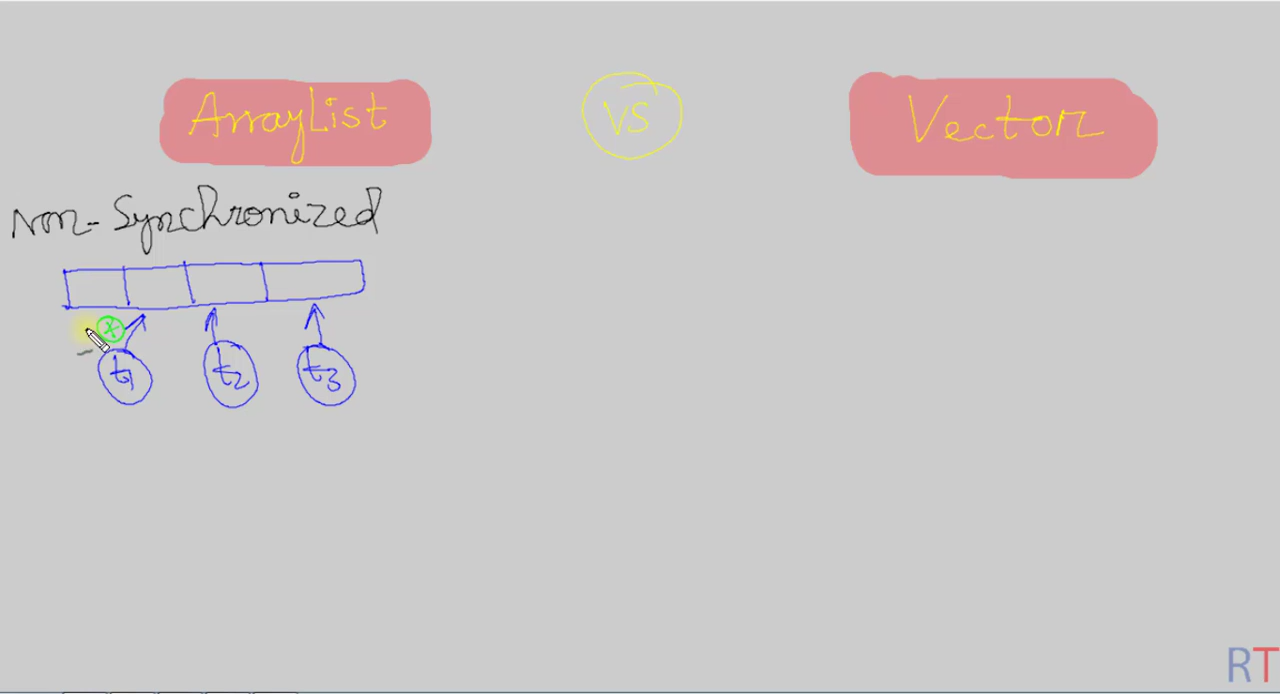 ArrayList VS Vector
Non-Synchronized
*
t1 t2 t3
RT